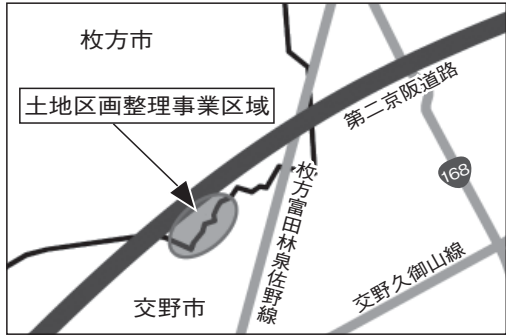 枚方市
土地区画整理事業区域
第二京阪道路
168
枚方富田林泉佐野線
交野久御山線
交野市